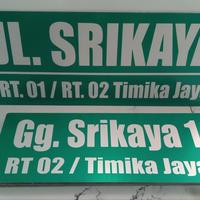 JL. SRIKAYA
RT. 01 / RT. 02 Timika Jaya
Gg. Srikaya 1
RT 02 / Timika Jaya